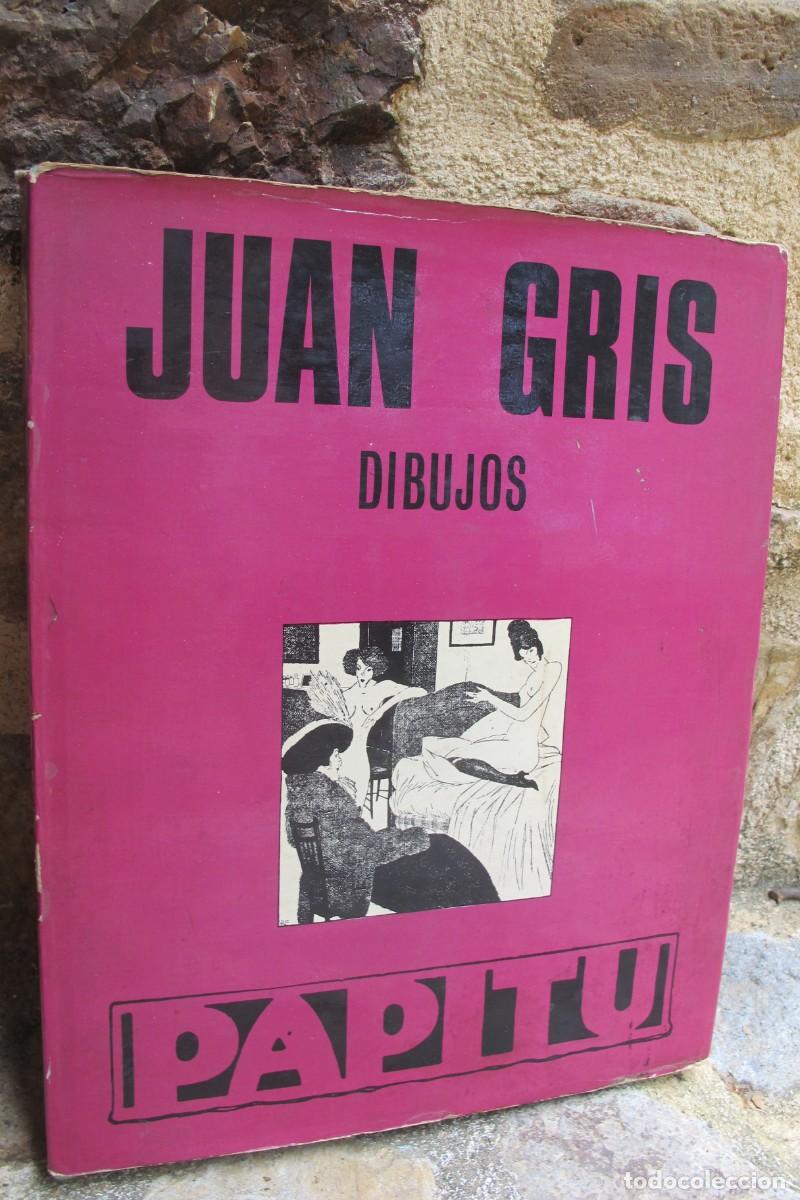 JUAN GRIS
DIBUJOS
PAPITU
todocoleccion